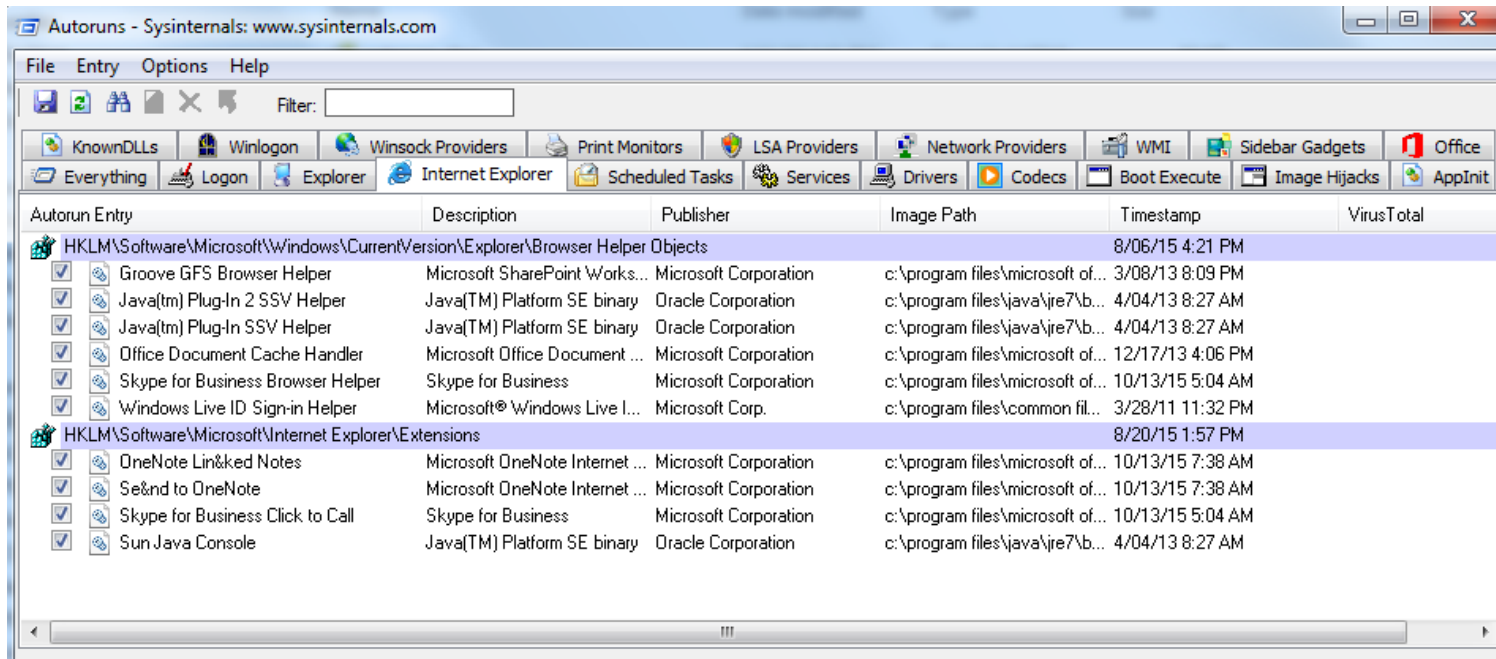 Autoruns - Sysinternals: www.sysinternals.com
File Entry Options Help
Filter:
KnownDLLs Winlogon Winsock Providers Print Monitors LSA Providers Network Providers WMI Sidebar Gadgets Office
Everything Logon Explorer Internet Explorer Scheduled Tasks Services Drivers Codecs Boot Execute Image Hijacks AppInit
Autorun Entry Description Publisher Image Path Timestamp VirusTotal
HKLM\Software\Microsoft\Windows\CurrentVersion\Explorer\Browser Helper Objects 8/06/15 4:21 PM
Groove GFS Browser Helper Microsoft SharePoint Works... Microsoft Corporation c:\program files\microsoft of... 3/08/13 8:09 PM
Java(tm) Plug-In 2 SSV Helper Java(TM) Platform SE binary Oracle Corporation c:\program files\java\jre7\b... 4/04/13 8:27 AM
Java(tm) Plug-In SSV Helper Java(TM) Platform SE binary Oracle Corporation c:\program files\java\jre7\b... 4/04/13 8:27 AM
Office Document Cache Handler Microsoft Office Document ... Microsoft Corporation c:\program files\microsoft of... 12/17/13 4:06 PM
Skype for Business Browser Helper Skype for Business Microsoft Corporation c:\program files\microsoft of... 10/13/15 5:04 AM
Windows Live ID Sign-in Helper Microsoft® Windows Live I... Microsoft Corp. c:\program files\common fil... 3/28/11 11:32 PM
HKLM\Software\Microsoft\Internet Explorer\Extensions 8/20/15 1:57 PM
OneNote Lin&ked Notes Microsoft OneNote Internet ... Microsoft Corporation c:\program files\microsoft of... 10/13/15 7:38 AM
Se&nd to OneNote Microsoft OneNote Internet ... Microsoft Corporation c:\program files\microsoft of... 10/13/15 7:38 AM
Skype for Business Click to Call Skype for Business Microsoft Corporation c:\program files\microsoft of... 10/13/15 5:04 AM
Sun Java Console Java(TM) Platform SE binary Oracle Corporation c:\program files\java\jre7\b... 4/04/13 8:27 AM